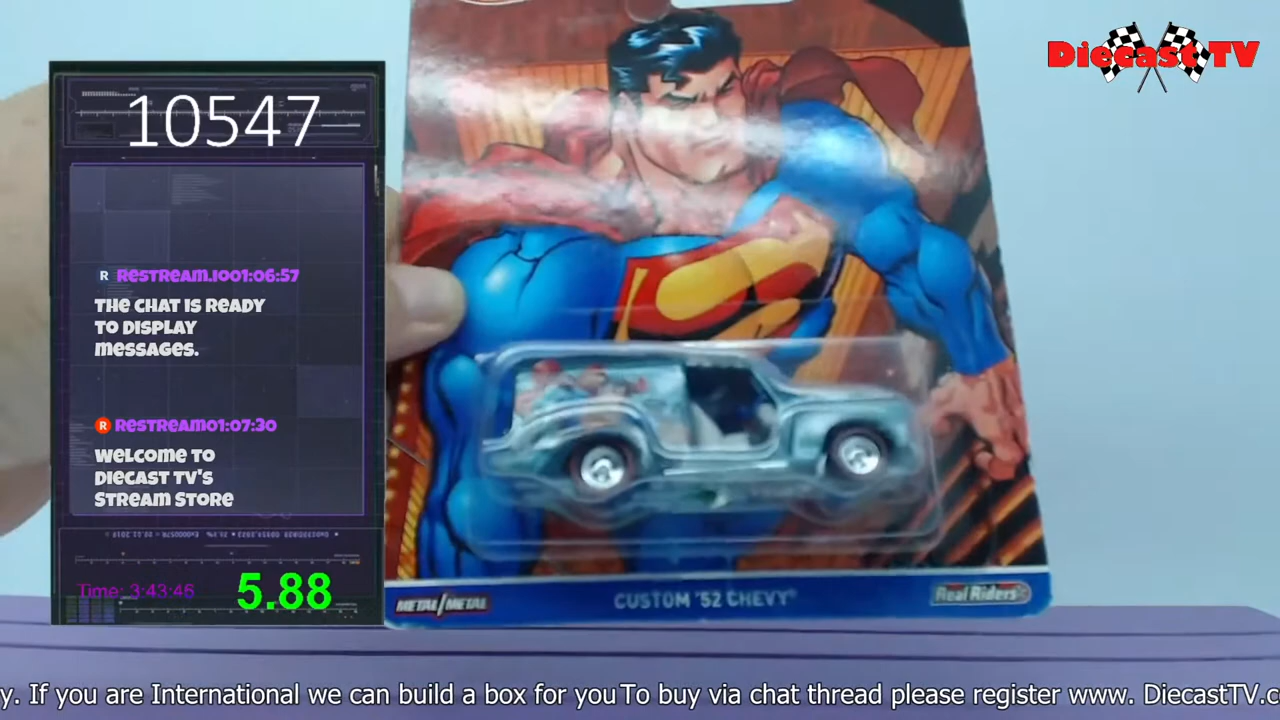 Diecast TV
10547
Restream.io01:06:57
The chat is ready
to display
messages.
Restream01:07:30
Welcome to
Diecast TV's
Stream Store
Time: 3:43:46
5.88
METAL/METAL
CUSTOM '52 CHEVY
Real Riders
y. If you are International we can build a box for you To buy via chat thread please register www. DiecastTV.c